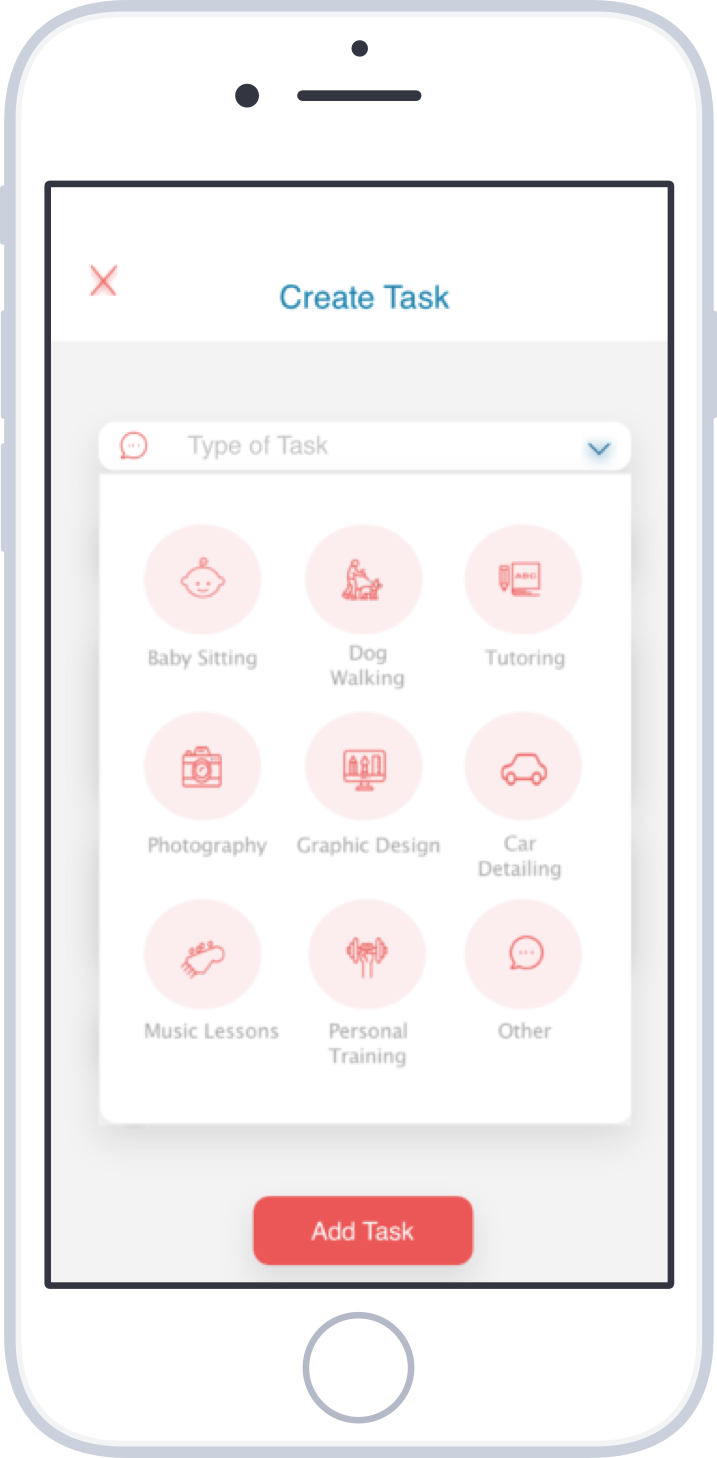 Create Task
Type of Task
Baby Sitting
Dog
Walking
ABC
Tutoring
Photography
Graphic Design
Car
Detailing
Music Lessons
Personal
Training
Other
Add Task